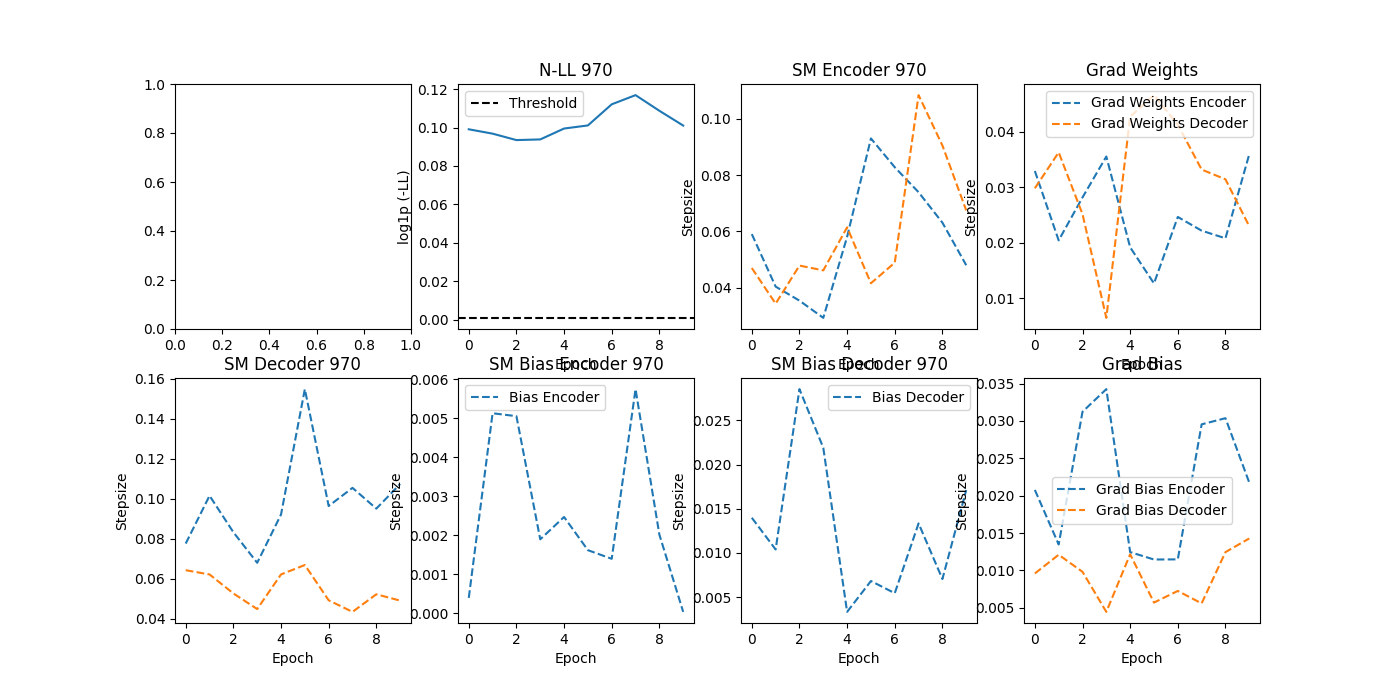 1.0
0.8
0.6
0.4
0.2
0.0
0.0 0.2 0.4 0.6 0.8 1.0
N-LL 970
log1p (-LL)
0.12
0.10
0.08
0.06
0.04
0.02
0.00
Threshold
0 2 4 6 8
Epoch
SM Encoder 970
Stepsize
0.10
0.08
0.06
0.04
0 2 4 6 8
Epoch
Grad Weights
Stepsize
0.04
0.03
0.02
0.01
Grad Weights Encoder
Grad Weights Decoder
0 2 4 6 8
Epoch
SM Decoder 970
Stepsize
0.16
0.14
0.12
0.10
0.08
0.06
0.04
0 2 4 6 8
Epoch
SM Bias Encoder 970
Stepsize
0.006
0.005
0.004
0.003
0.002
0.001
0.000
Bias Encoder
0 2 4 6 8
Epoch
SM Bias Decoder 970
Stepsize
0.025
0.020
0.015
0.010
0.005
Bias Decoder
0 2 4 6 8
Epoch
Grad Bias
Stepsize
0.035
0.030
0.025
0.020
0.015
0.010
0.005
Grad Bias Encoder
Grad Bias Decoder
0 2 4 6 8
Epoch